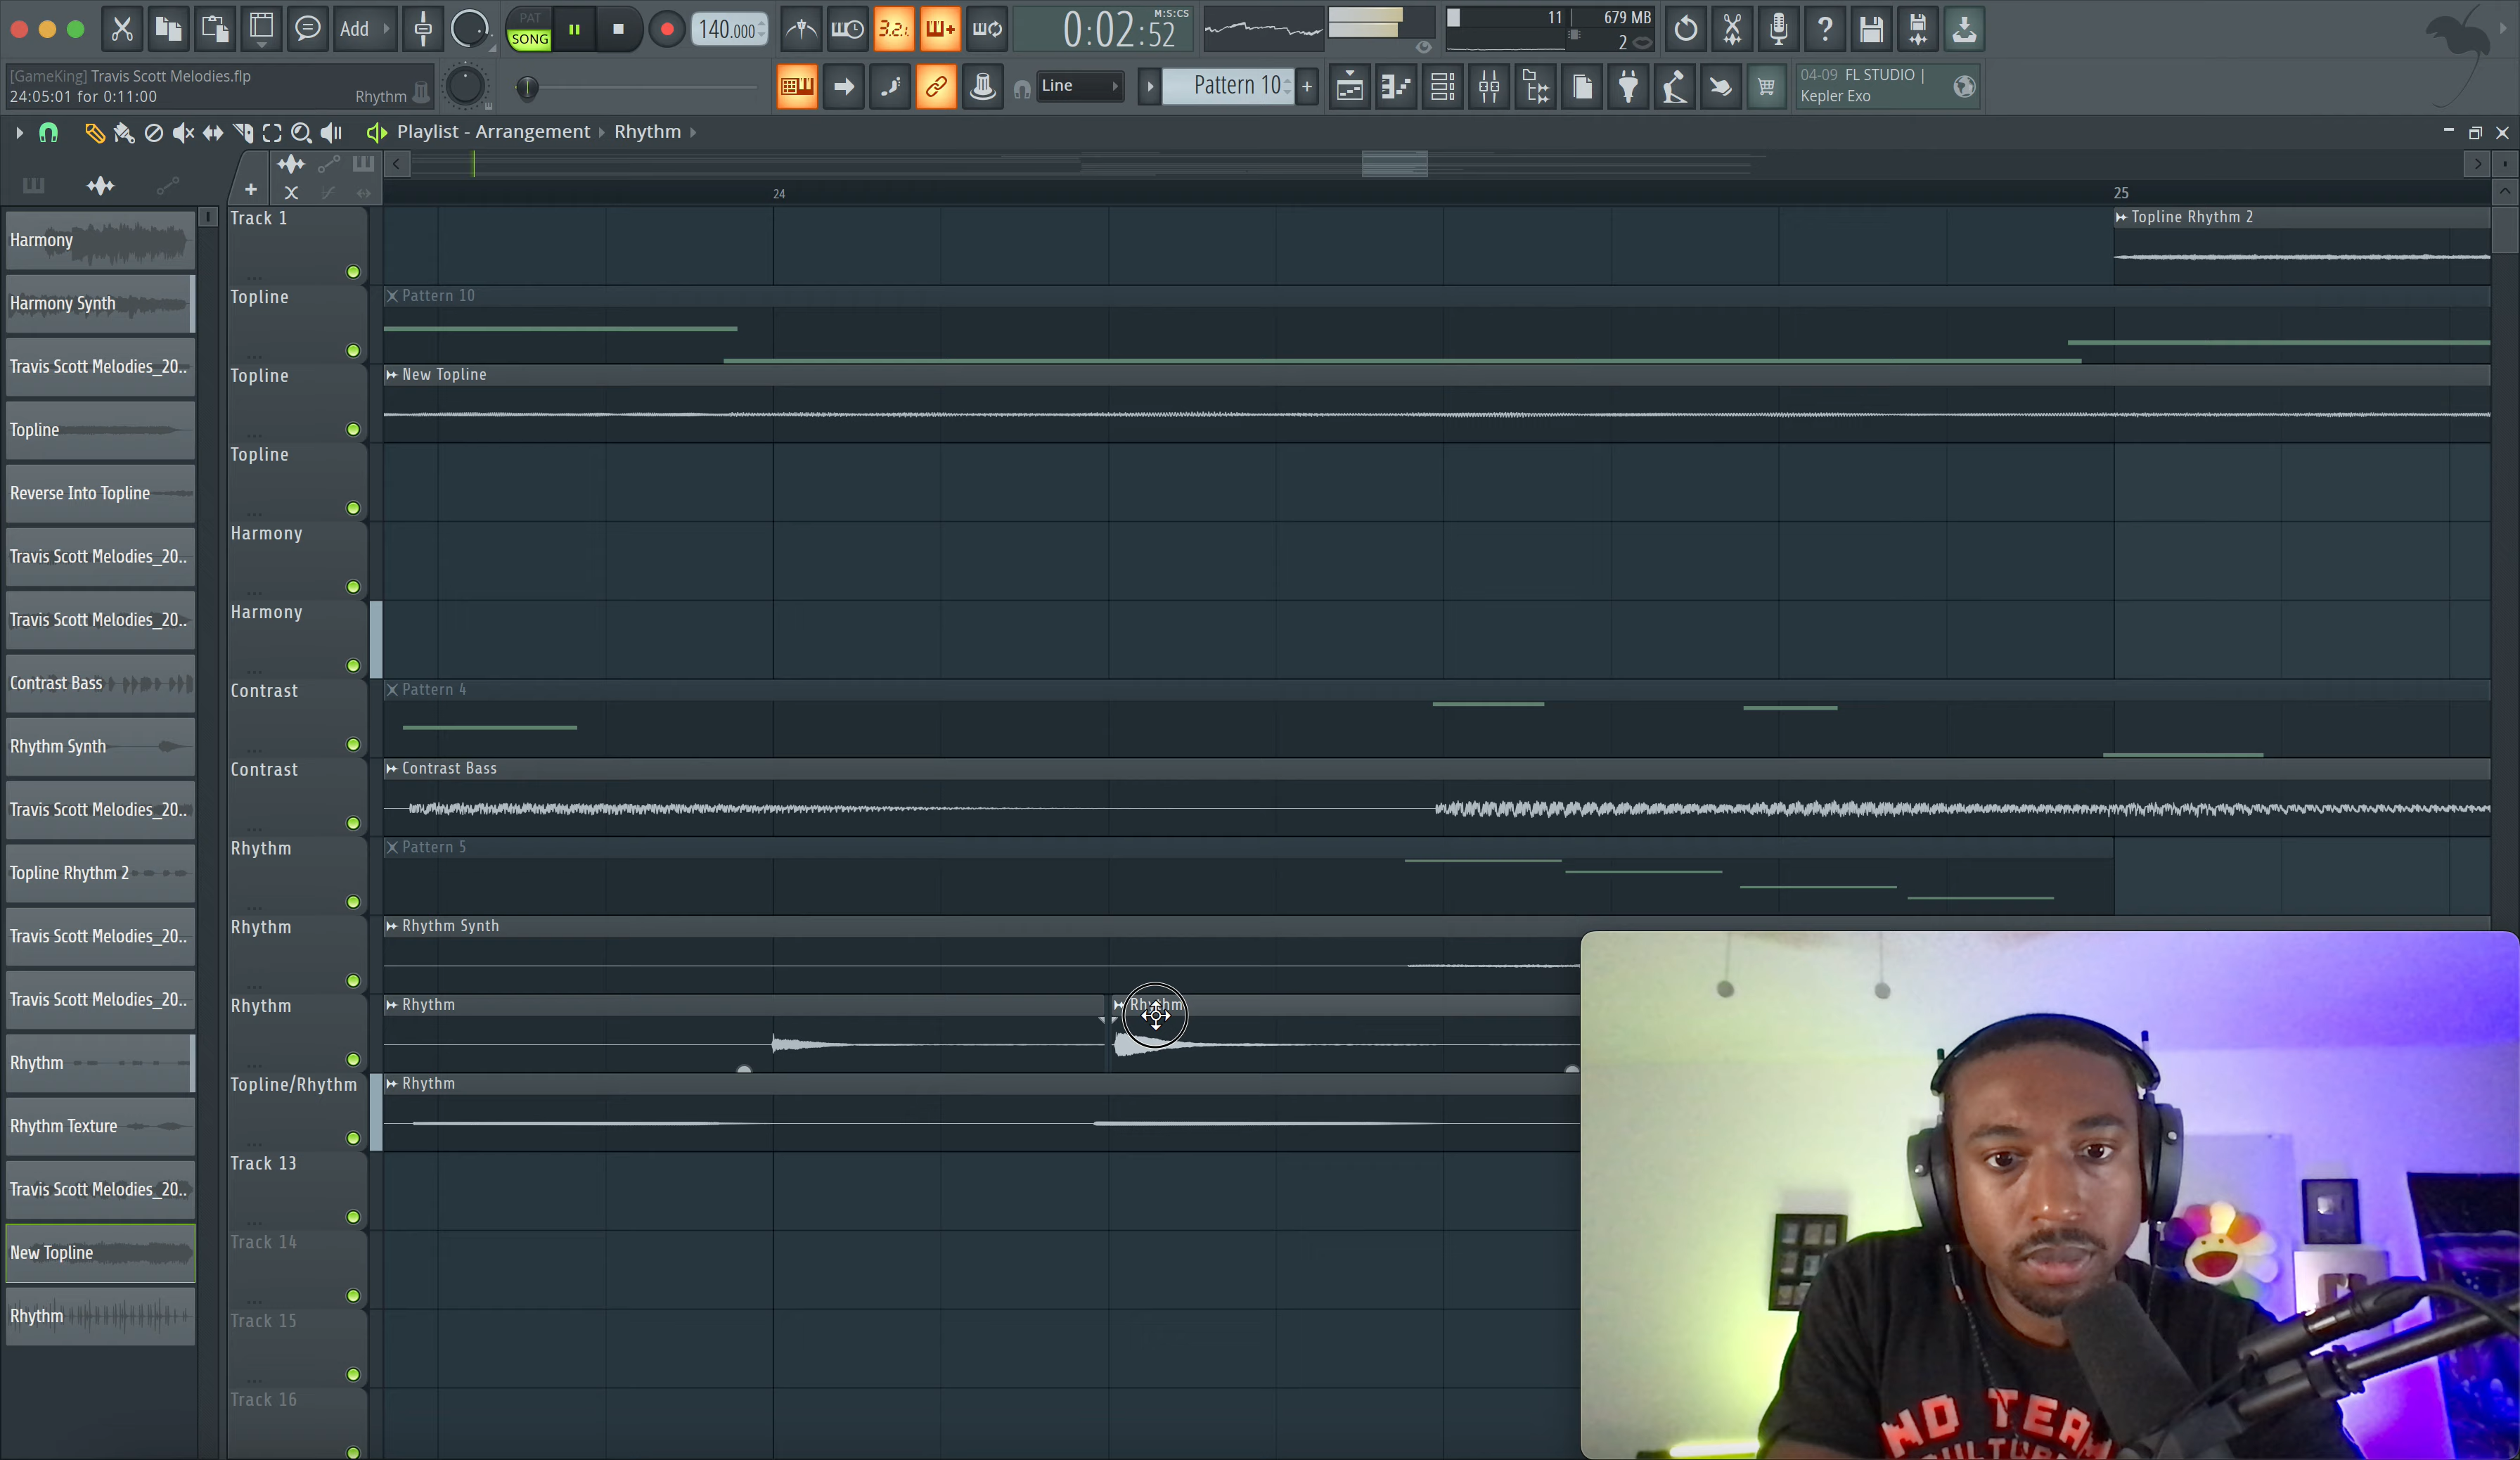 Add
PAT
SONG
140.000
3.2.
0:02:52
M:S:CS
11
679 MB
2
?
[GameKing] Travis Scott Melodies.flp
24:05:01 for 0:11:00
Rhythm
Line
Pattern 10
+
04-09 FL STUDIO |
Kepler Exo
Playlist - Arrangement
Rhythm
24
25
Harmony
Harmony Synth
Travis Scott Melodies_20..
Topline
Reverse Into Topline
Travis Scott Melodies_20..
Travis Scott Melodies_20..
Contrast Bass
Rhythm Synth
Travis Scott Melodies_20..
Topline Rhythm 2
Travis Scott Melodies_20..
Travis Scott Melodies_20..
Rhythm
Rhythm Texture
Travis Scott Melodies_20..
New Topline
Rhythm
Track 1
Topline Rhythm 2
Topline
Pattern 10
Topline
New Topline
Topline
Harmony
Harmony
Contrast
Pattern 4
Contrast
Contrast Bass
Rhythm
Pattern 5
Rhythm
Rhythm Synth
Rhythm
Rhythm
Rhythm
Topline/Rhythm
Rhythm
Track 13
Track 14
Track 15
Track 16
NO TEAR